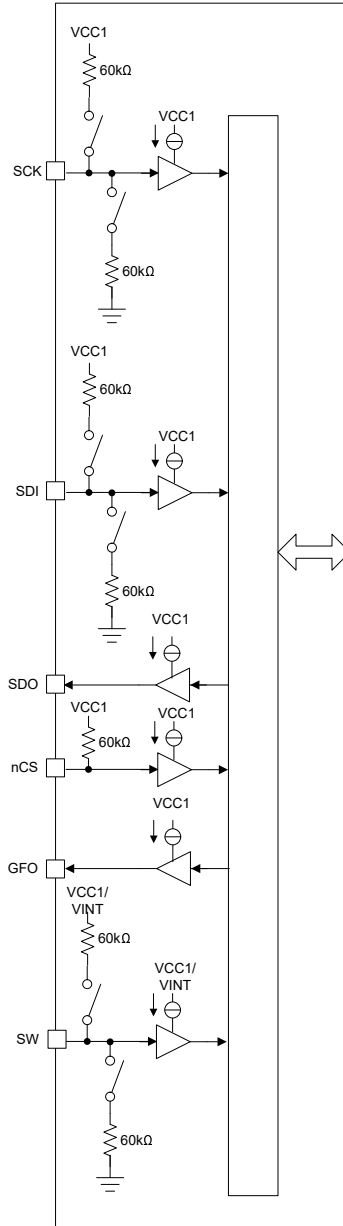 VCC1
60kΩ
VCC1
SCK
60kΩ
VCC1
60kΩ
VCC1
SDI
60kΩ
VCC1
SDO
VCC1
VCC1
60kΩ
nCS
VCC1
GFO
VCC1/
VINT
60kΩ
VCC1/
VINT
SW
60kΩ